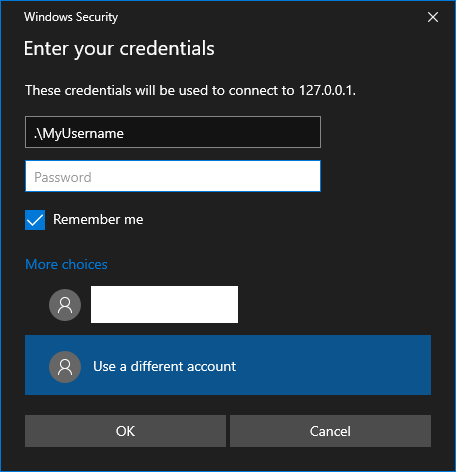 Windows Security
Enter your credentials
These credentials will be used to connect to 127.0.0.1.
.\MyUsername
Password
Remember me
More choices
Use a different account
OK
Cancel